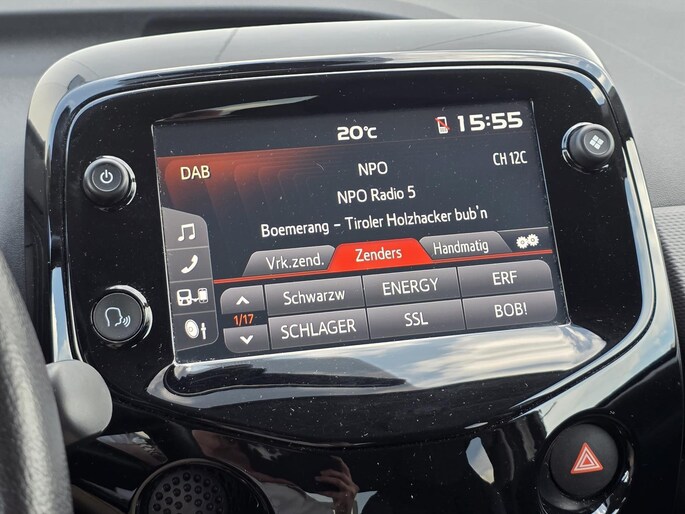 20°C 15:55
DAB NPO CH 12C
NPO Radio 5
Boemerang - Tiroler Holzhacker bub'n
Vrk.zend. Zenders Handmatig
Schwarzw ENERGY ERF
1/17
SCHLAGER SSL BOB!